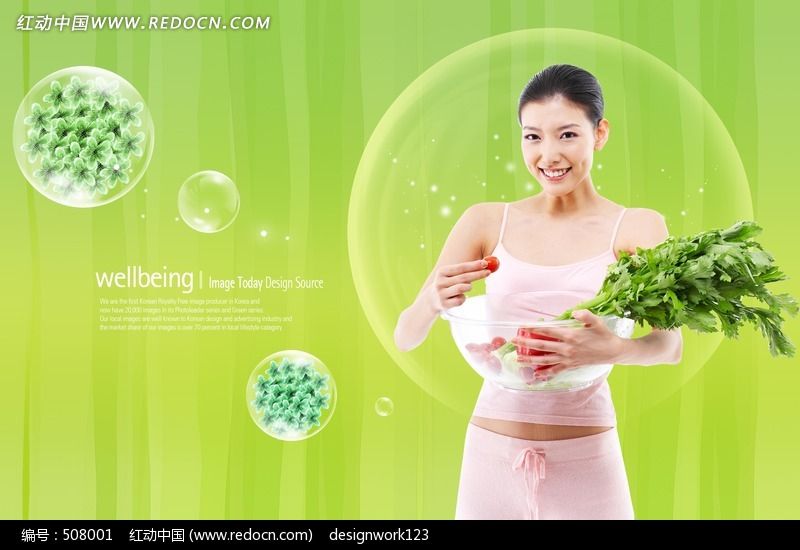 红动中国 WWW.REDOCN.COM
wellbeing | Image Today Design Source
We are the first Korean Royalty Free image producer in Korea and
now have 20,000 images in its Photoleader series and Green series.
Our local images are well known to Korean design and advertising industry and
the market share of our images is over 70 percent in local lifestyle category.
编号：508001 红动中国 (www.redocn.com) designwork123